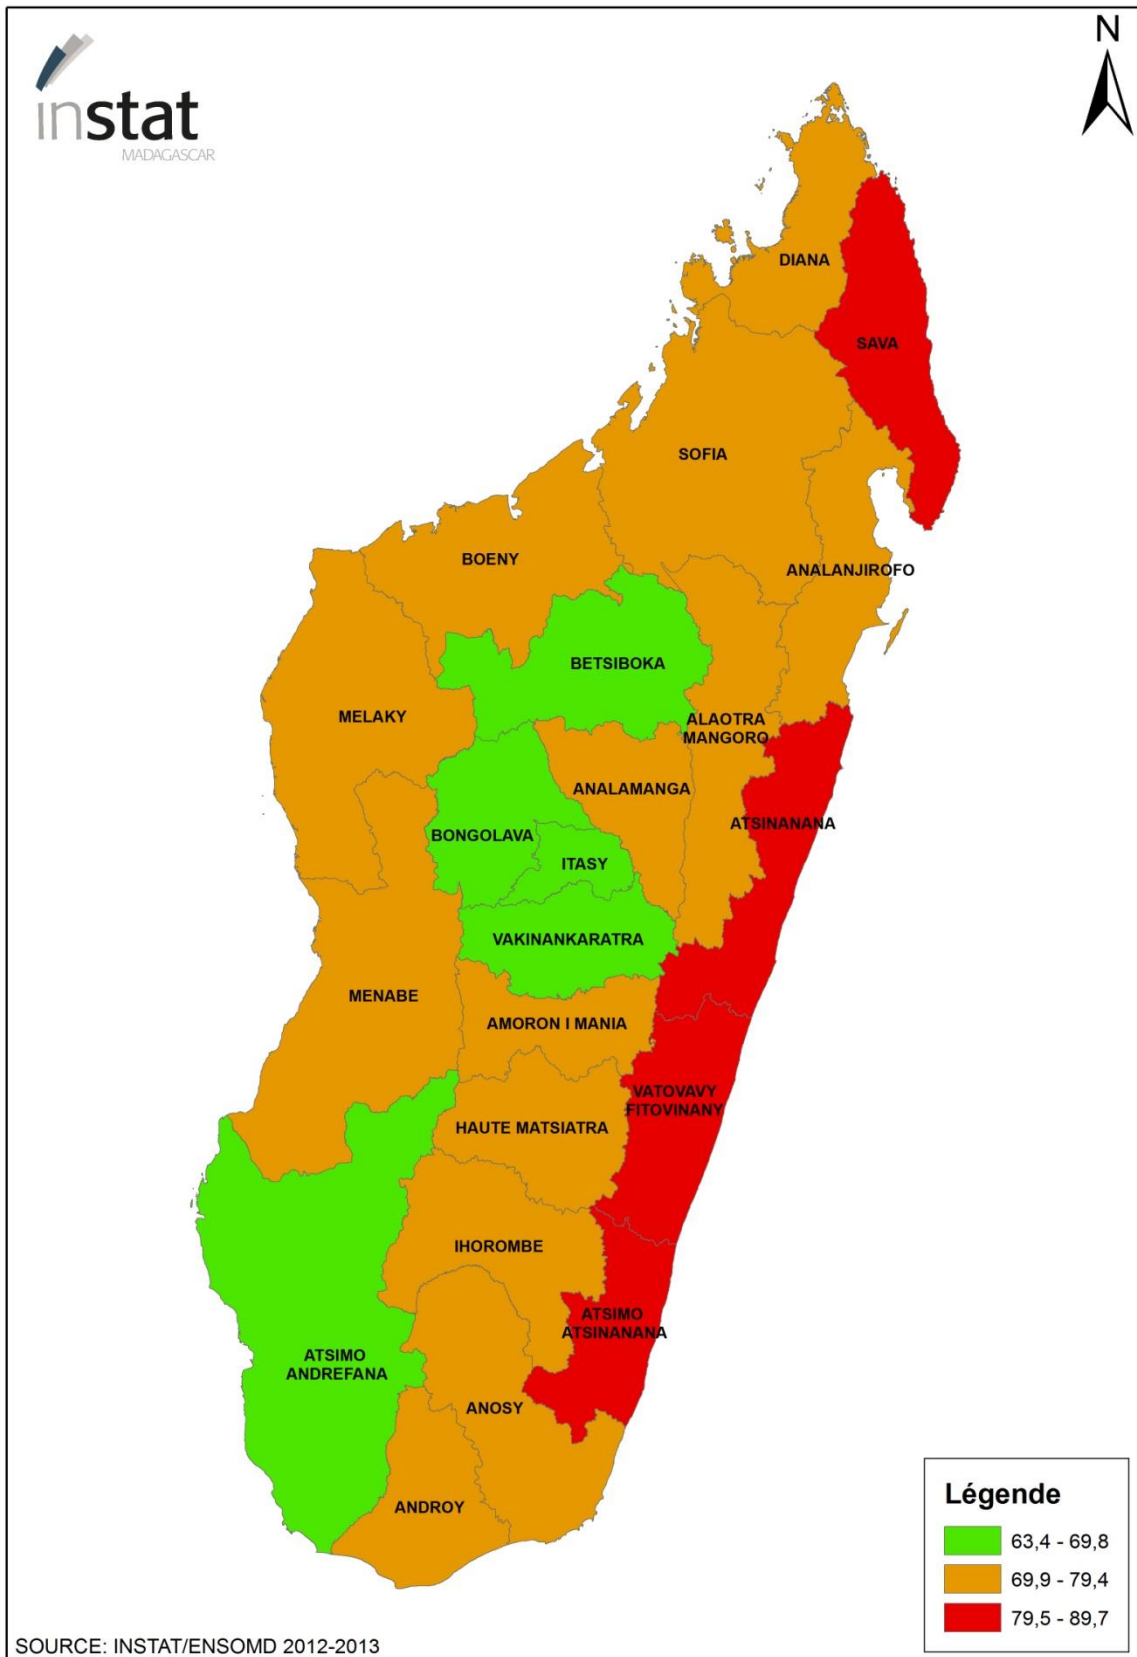 instat
MADAGASCAR
N
DIANA
SAVA
SOFIA
BOENY
ANALANJIROFO
BETSIBOKA
MELAKY
ALAOTRA
MANGORO
ANALAMANGA
ATSINANANA
BONGOLAVA
ITASY
VAKINANKARATRA
MENABE
AMORON I MANIA
VATOVAVY
FITOVINANY
HAUTE MATSIATRA
IHOROMBE
ATSIMO
ATSINANANA
ATSIMO
ANDREFANA
ANOSY
ANDROY
Légende
63,4 - 69,8
69,9 - 79,4
79,5 - 89,7
SOURCE: INSTAT/ENSOMD 2012-2013